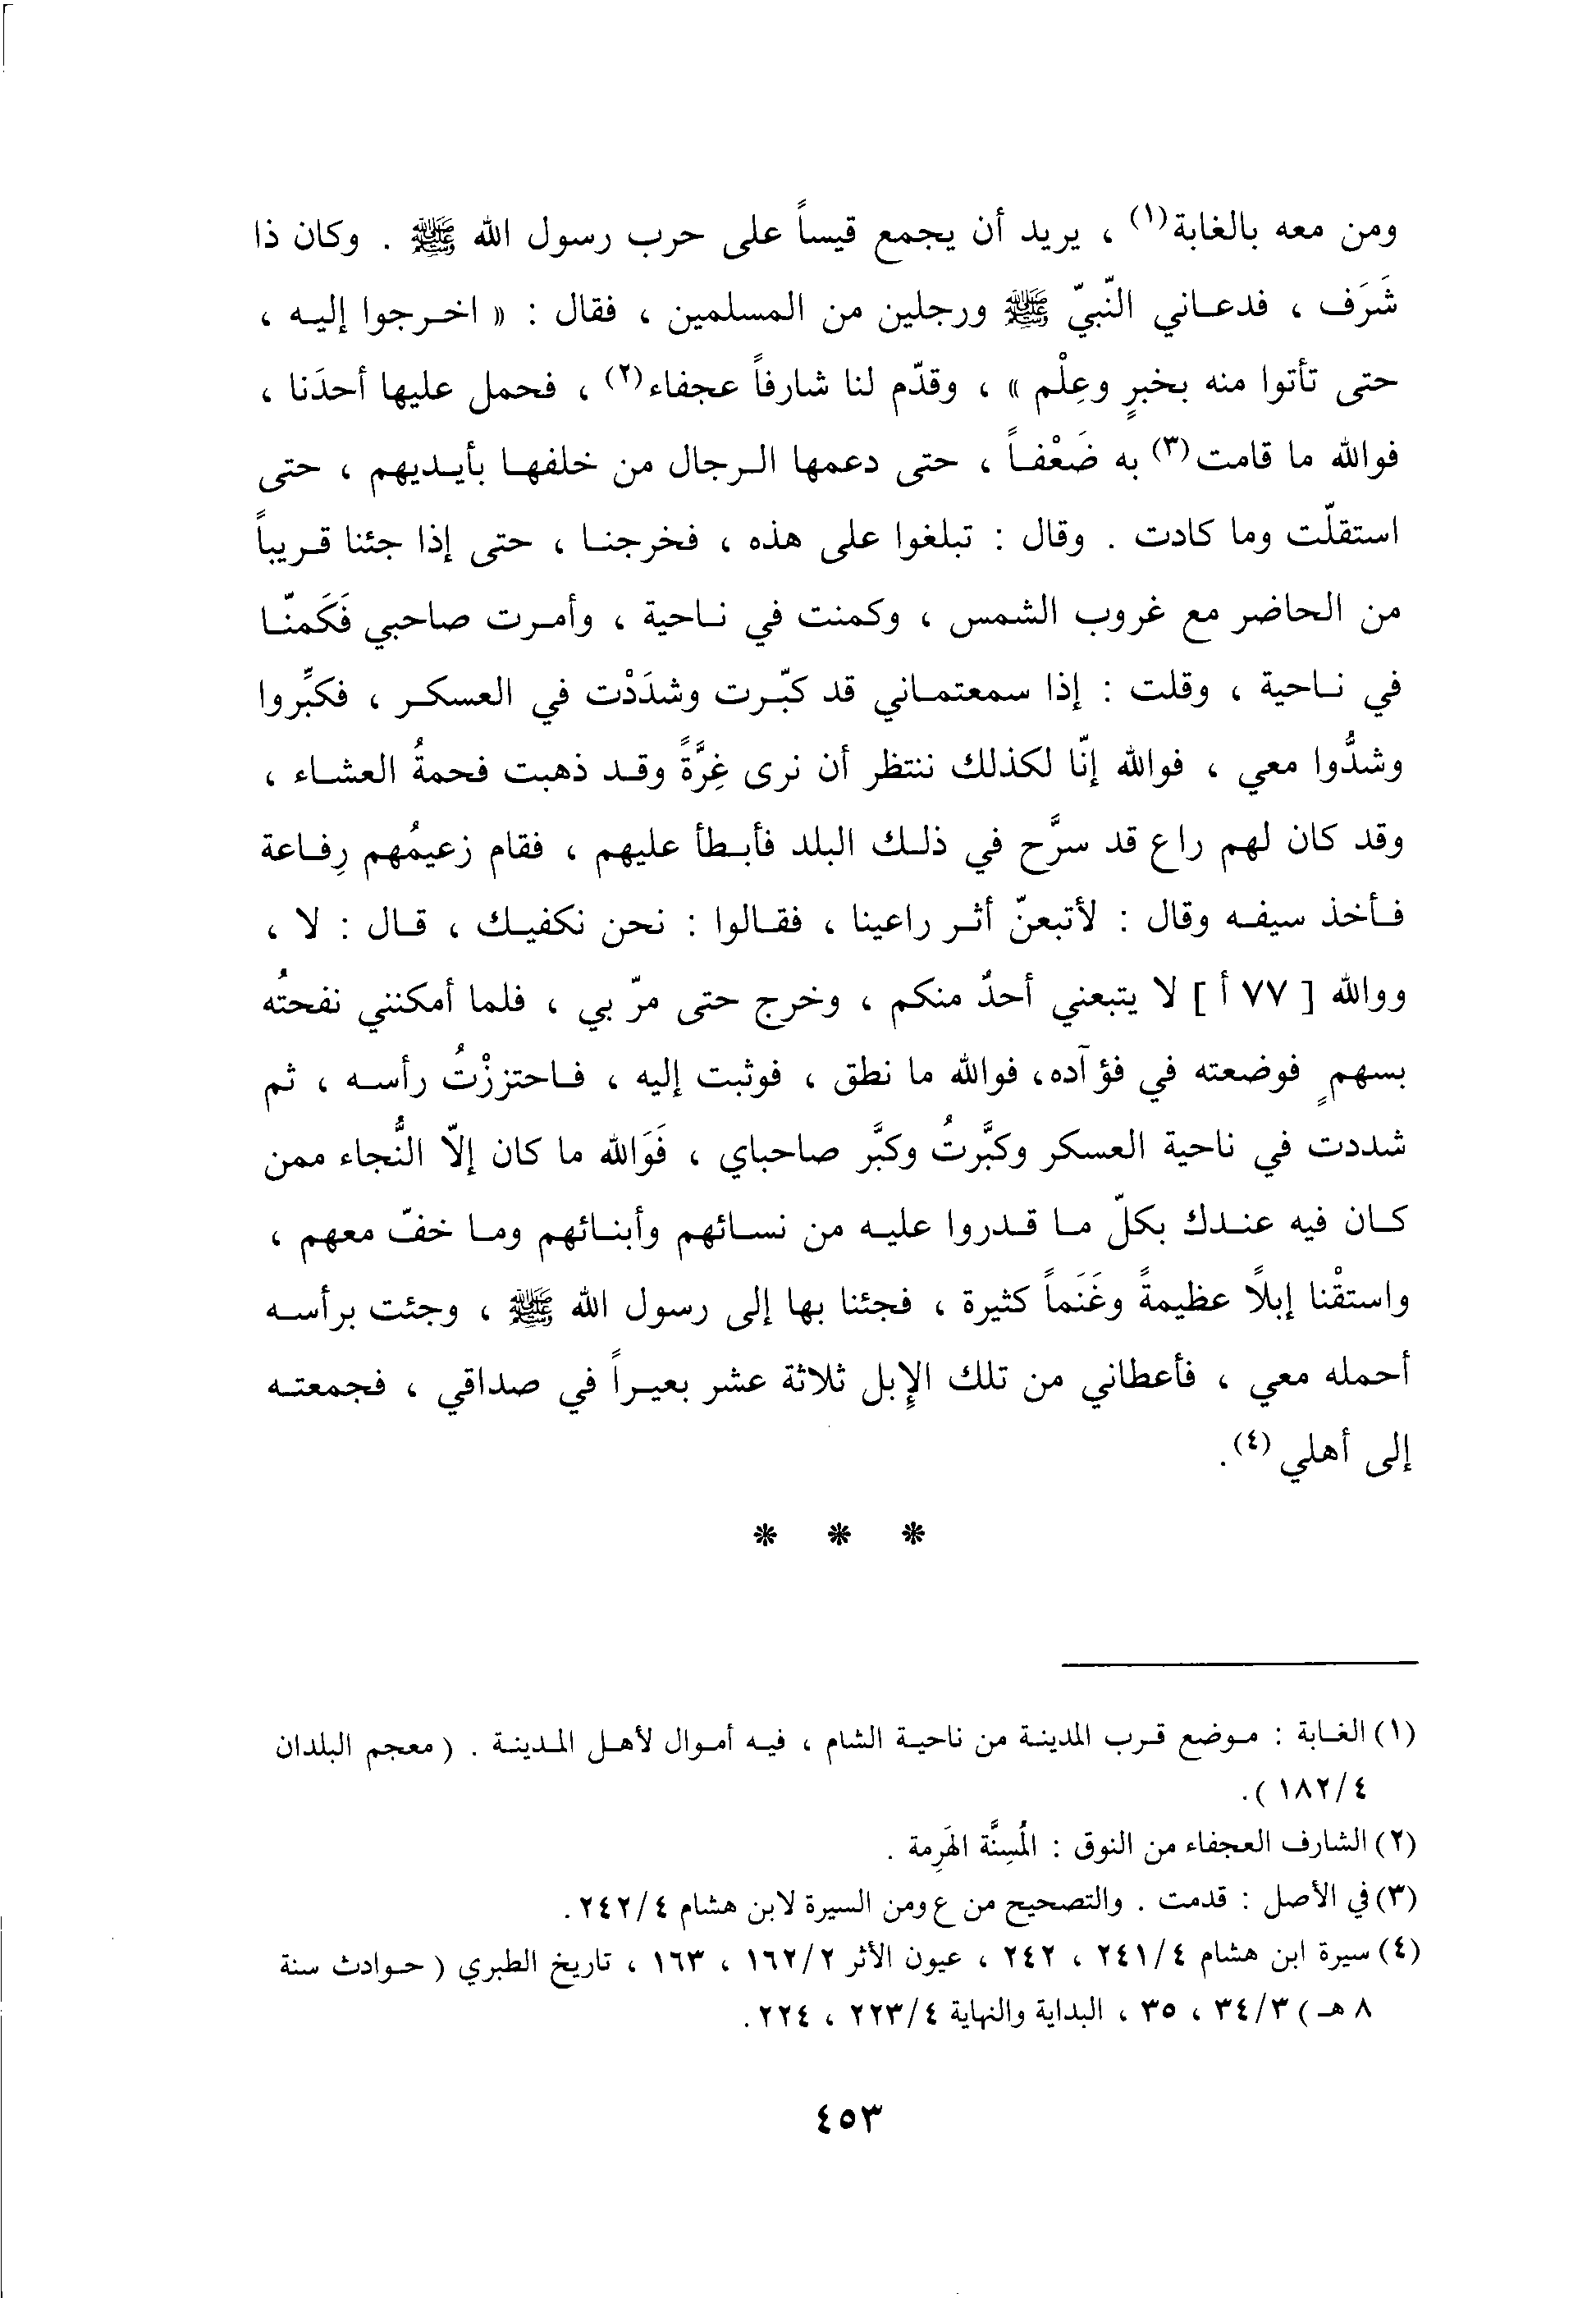 ومن معه بالغابة(١) ، يريد أن يجمع قيساً على حرب رسول الله ﷺ . وكان ذا
شَرَف ، فدعاني النّبيّ ﷺ ورجلين من المسلمين ، فقال : « اخرجوا إليه ،
حتى تأتوا منه بخبرٍ وعِلْم » ، وقدّم لنا شارفاً عجفاء(٢) ، فحمل عليها أحدَنا ،
فوالله ما قامت(٣) به ضَعْفاً ، حتى دعمها الرجال من خلفها بأيديهم ، حتى
استقلّت وما كادت . وقال : تبلغوا على هذه ، فخرجنا ، حتى إذا جئنا قريباً
من الحاضر مع غروب الشمس ، وكمنت في ناحية ، وأمرت صاحبي فَكَمنّا
في ناحية ، وقلت : إذا سمعتماني قد كبّرت وشدَدْت في العسكر ، فكبِّروا
وشدُّوا معي ، فوالله إنّا لكذلك ننتظر أن نرى غِرَّةً وقد ذهبت فحمةُ العشاء ،
وقد كان لهم راع قد سرَّح في ذلك البلد فأبطأ عليهم ، فقام زعيمُهم رِفاعة
فأخذ سيفه وقال : لأتبعنّ أثر راعينا ، فقالوا : نحن نكفيك ، قال : لا ،
ووالله [ ٧٧ أ ] لا يتبعني أحدٌ منكم ، وخرج حتى مرّ بي ، فلما أمكنني نفحتُه
بسهمٍ فوضعته في فؤآده، فوالله ما نطق ، فوثبت إليه ، فاحتززْتُ رأسه ، ثم
شددت في ناحية العسكر وكبَّرتُ وكبَّر صاحباي ، فَوَالله ما كان إلّا النُّجاء ممن
كان فيه عندك بكلّ ما قدروا عليه من نسائهم وأبنائهم وما خفّ معهم ،
واستقْنا إبلاً عظيمةً وغَنَماً كثيرة ، فجئنا بها إلى رسول الله ﷺ ، وجئت برأسه
أحمله معي ، فأعطاني من تلك الإبل ثلاثة عشر بعيراً في صداقي ، فجمعته
إلى أهلي (٤).
* * *
(١) الغابة : موضع قرب المدينة من ناحية الشام ، فيه أموال لأهل المدينة . ( معجم البلدان
٤/ ١٨٢ ).
(٢) الشارف العجفاء من النوق : المُسِنَّة الهَرِمة .
(٣) في الأصل : قدمت . والتصحيح من ع ومن السيرة لابن هشام ٤/ ٢٤٢.
(٤) سيرة ابن هشام ٤/ ٢٤١ ، ٢٤٢ ، عيون الأثر ٢/ ١٦٢ ، ١٦٣ ، تاريخ الطبري ( حوادث سنة
٨ هـ ) ٣/ ٣٤ ، ٣٥ ، البداية والنهاية ٤/ ٢٢٣ ، ٢٢٤.
٤٥٣